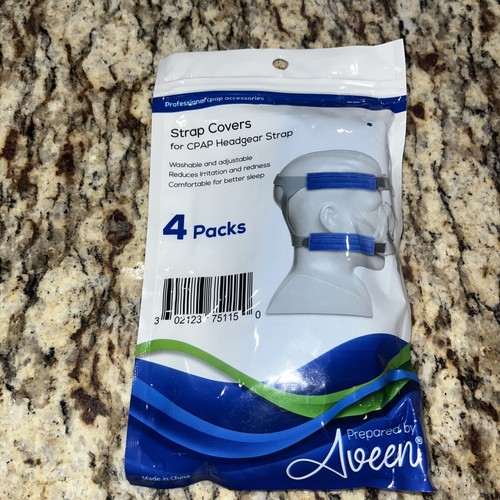 Professional cpap accessories
Strap Covers
for CPAP Headgear Strap
Washable and adjustable
Reduces Irritation and redness
Comfortable for better sleep
4 Packs
3 02123 75115 0
Prepared by
Aveen®
Made in China